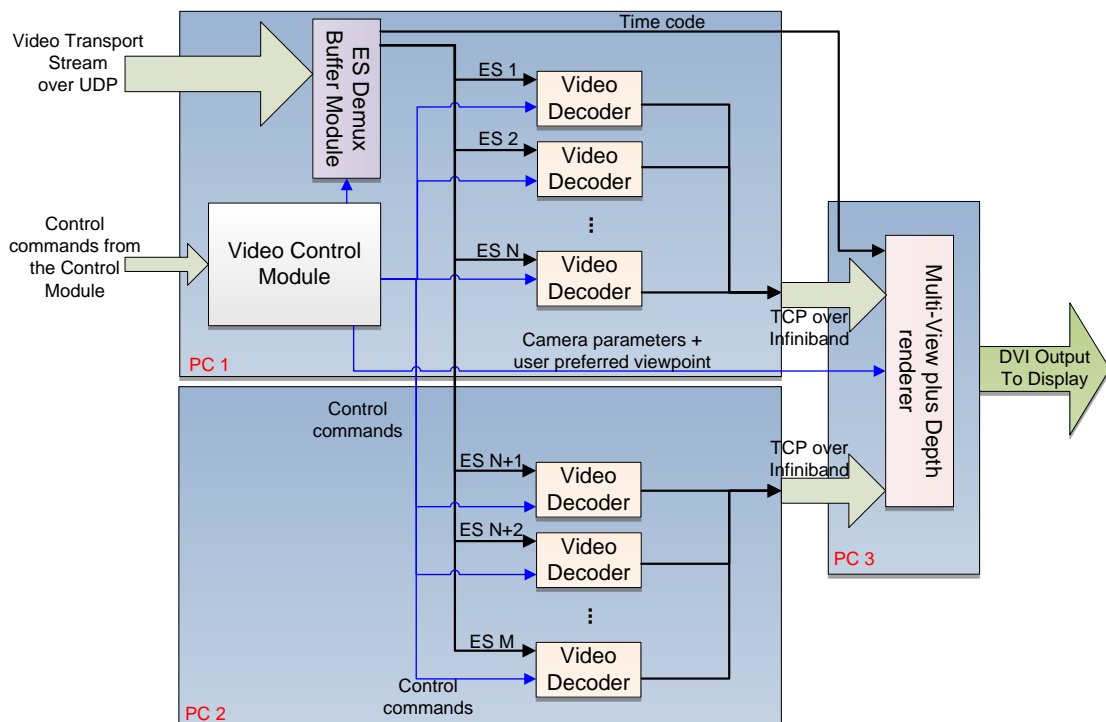 Video Transport
Stream
over UDP
ES Demux
Buffer Module
Time code
ES 1
Video
Decoder
ES 2
Video
Decoder
...
ES N
Video
Decoder
Control
commands from
the Control
Module
Video Control
Module
TCP over
Infiniband
Camera parameters +
user preferred viewpoint
PC 1
Multi-View plus Depth
renderer
DVI Output
To Display
Control
commands
TCP over
Infiniband
ES N+1
Video
Decoder
ES N+2
Video
Decoder
...
PC 3
ES M
Video
Decoder
Control
commands
PC 2